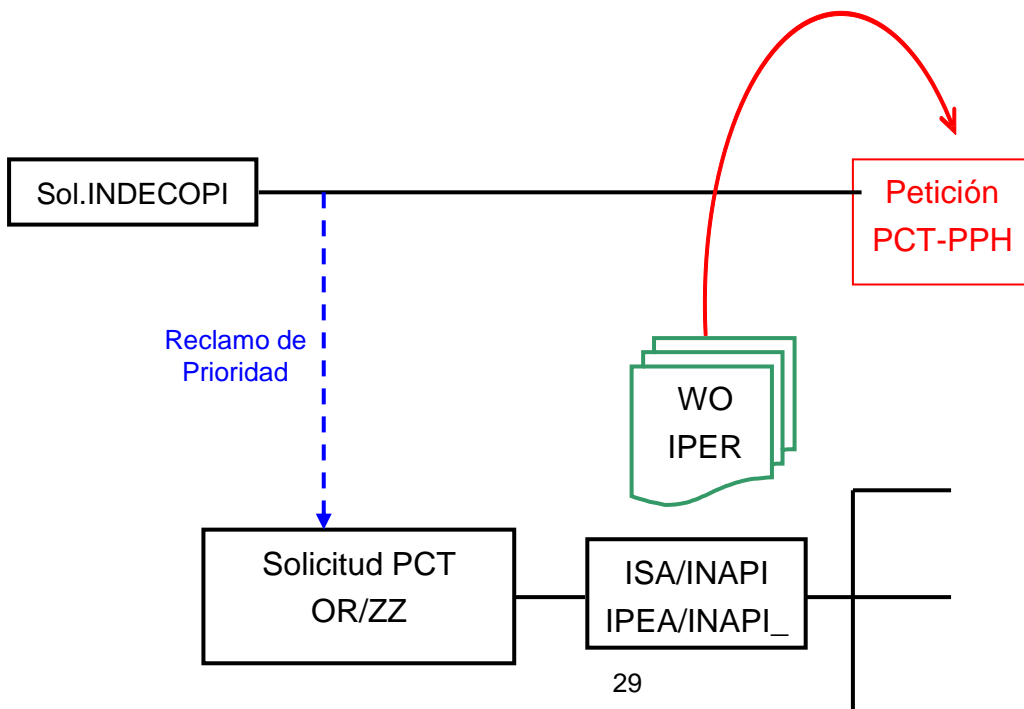 Sol.INDECOPI
Petición
PCT-PPH
Reclamo de
Prioridad
WO
IPER
Solicitud PCT
OR/ZZ
ISA/INAPI
IPEA/INAPI_
29